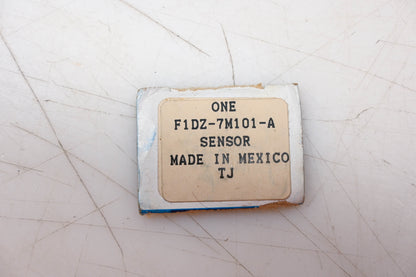 ONE
F1DZ-7M101-A
SENSOR
MADE IN MEXICO
TJ